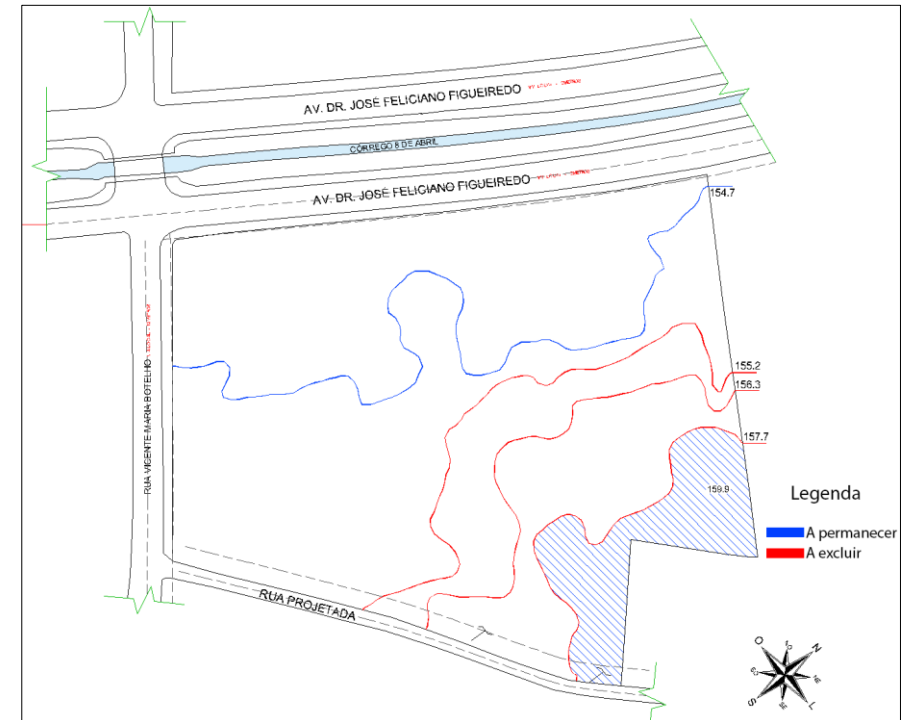 AV. DR. JOSÉ FELICIANO FIGUEIREDO
CÓRREGO 8 DE ABRIL
AV. DR. JOSÉ FELICIANO FIGUEIREDO
154.7
RUA VICENTE MARIA BOTELHO
155.2
156.3
157.7
159.9
Legenda
A permanecer
A excluir
RUA PROJETADA
O
N
S
L